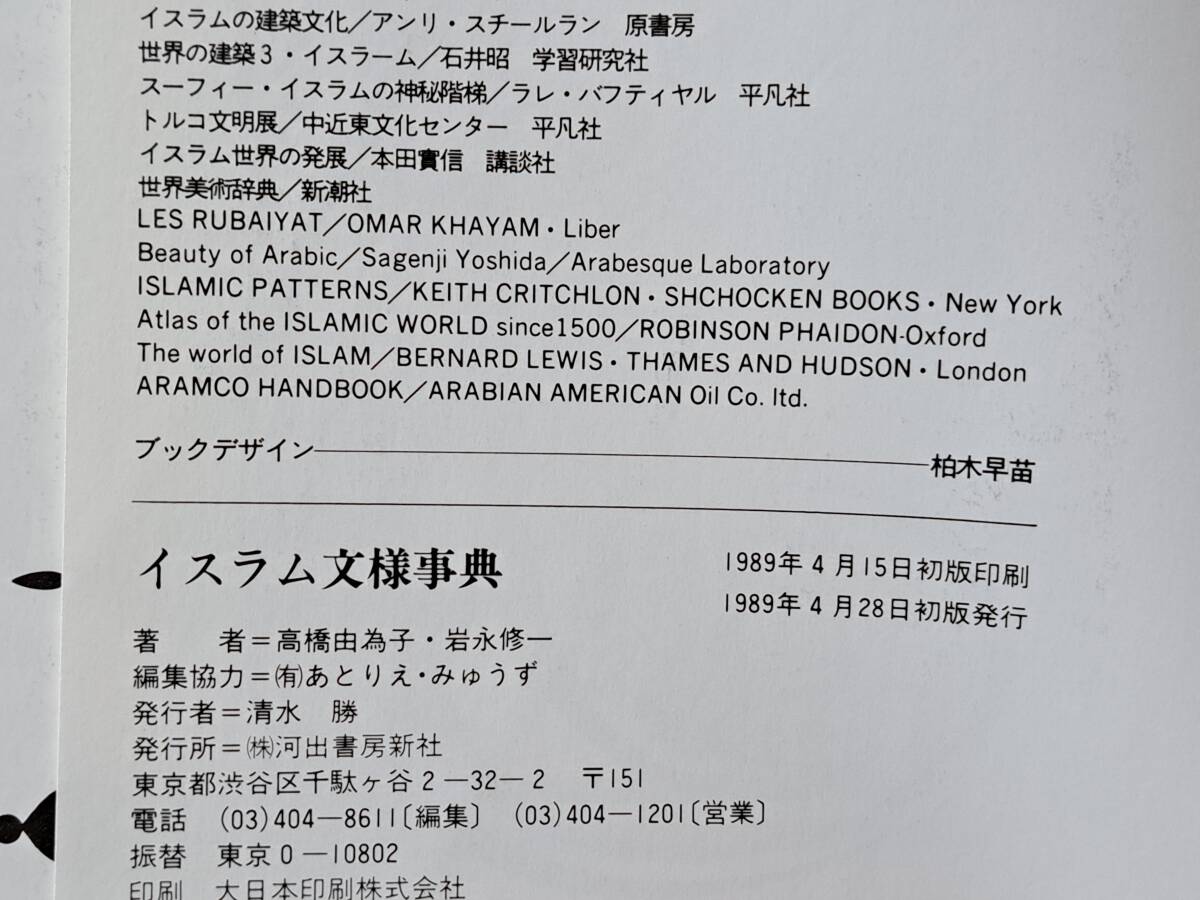 イスラムの建築文化／アンリ・スチールラン　原書房
世界の建築3・イスラーム／石井昭　学習研究社
スーフィー・イスラムの神秘階梯／ラレ・バフティヤル　平凡社
トルコ文明展／中近東文化センター　平凡社
イスラム世界の発展／本田實信　講談社
世界美術辞典／新潮社
LES RUBAIYAT／OMAR KHAYAM・Liber
Beauty of Arabic／Sagenji Yoshida／Arabesque Laboratory
ISLAMIC PATTERNS／KEITH CRITCHLON・SHCHOCKEN BOOKS・New York
Atlas of the ISLAMIC WORLD since1500／ROBINSON PHAIDON-Oxford
The world of ISLAM／BERNARD LEWIS・THAMES AND HUDSON・London
ARAMCO HANDBOOK／ARABIAN AMERICAN Oil Co. ltd.
ブックデザイン――柏木早苗
イスラム文様事典
1989年4月15日初版印刷
1989年4月28日初版発行
著　　者＝高橋由為子・岩永修一
編集協力＝㈲あとりえ・みゅうず
発行者＝清水　勝
発行所＝㈱河出書房新社
東京都渋谷区千駄ヶ谷2―32―2　〒151
電話　(03)404―8611〔編集〕　(03)404―1201〔営業〕
振替　東京0―10802
印刷　大日本印刷株式会社